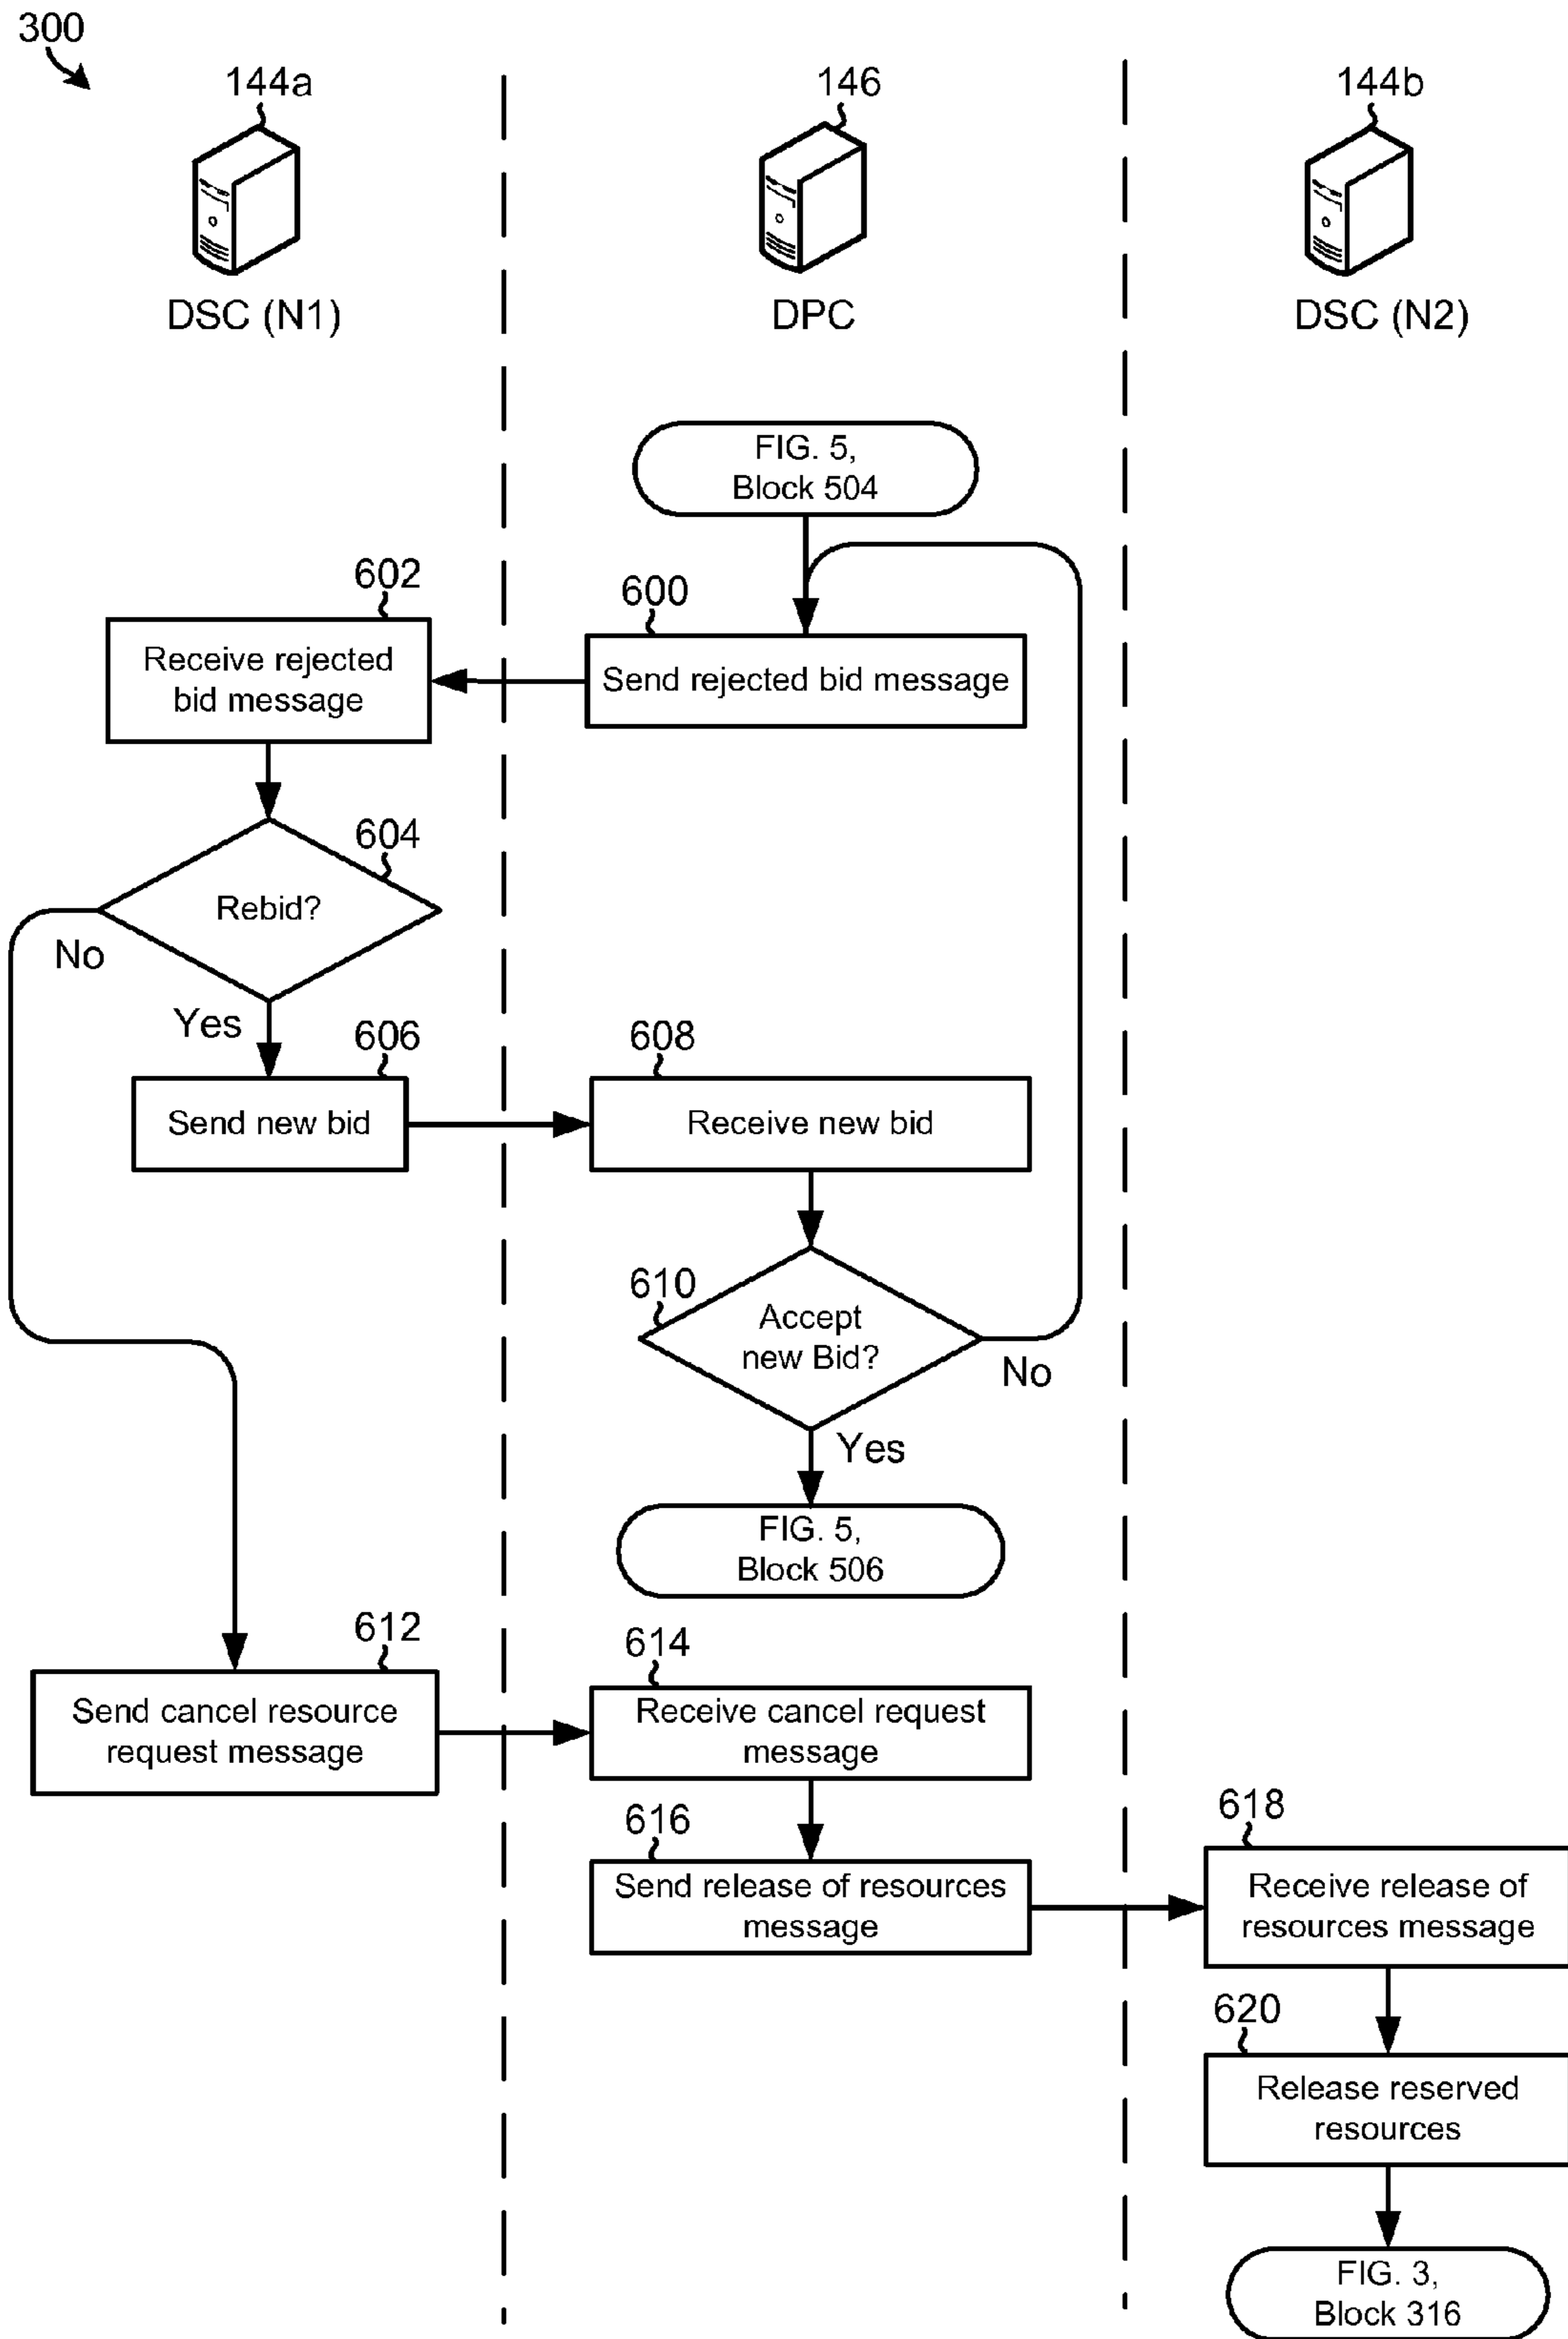 300
144a
146
144b
DSC (N1)
DPC
DSC (N2)
FIG. 5,
Block 504
602
600
Receive rejected
bid message
Send rejected bid message
604
Rebid?
No
Yes
606
608
Send new bid
Receive new bid
610
Accept
new Bid?
No
Yes
FIG. 5,
Block 506
612
614
Send cancel resource
request message
Receive cancel request
message
616
618
Send release of resources
message
Receive release of
resources message
620
Release reserved
resources
FIG. 3,
Block 316